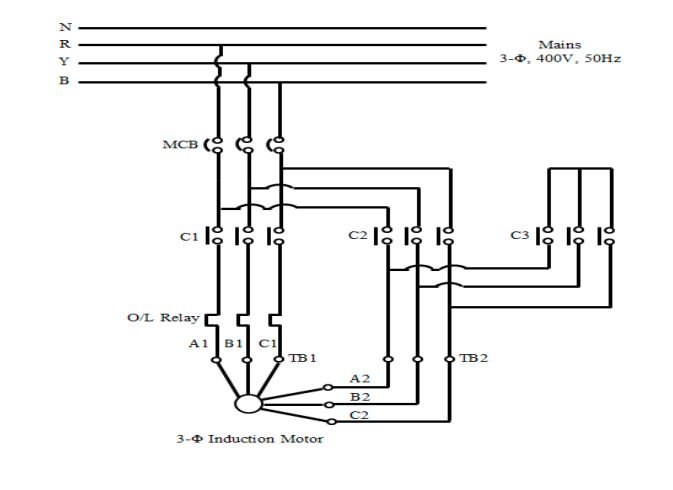 N
R
Y
B
Mains
3-Φ, 400V, 50Hz
MCB
C1
C2
C3
O/L Relay
A1 B1 C1
TB1
TB2
A2
B2
C2
3-Φ Induction Motor